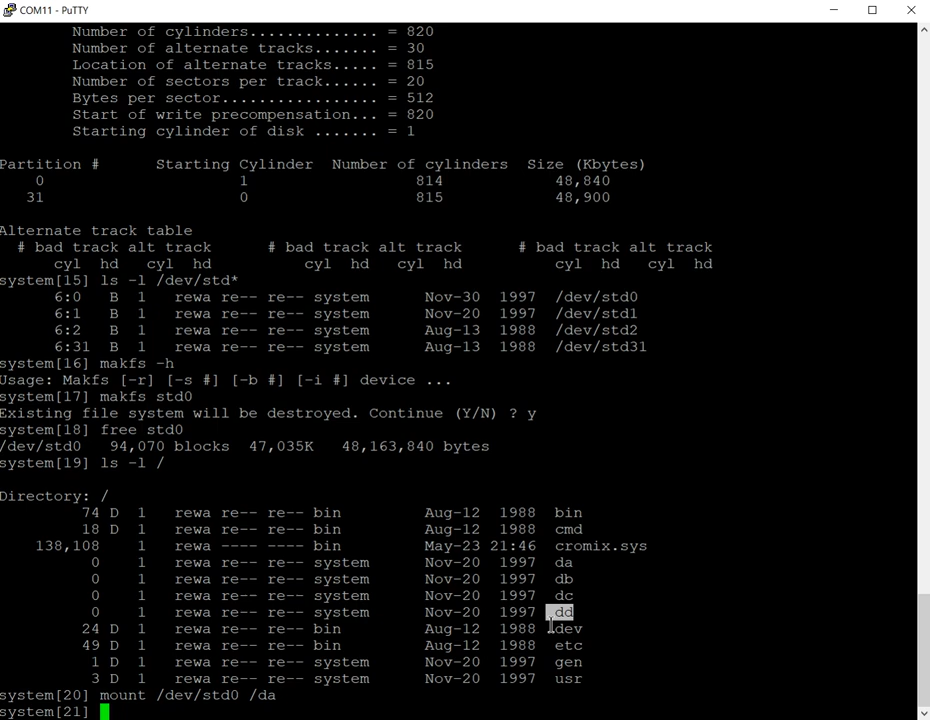 COM11 - PuTTY
Number of cylinders.............. = 820
Number of alternate tracks....... = 30
Location of alternate tracks..... = 815
Number of sectors per track...... = 20
Bytes per sector................. = 512
Start of write precompensation... = 820
Starting cylinder of disk ....... = 1
Partition #       Starting Cylinder  Number of cylinders  Size (Kbytes)
0                        1                 814              48,840
31                        0                 815              48,900
Alternate track table
# bad track alt track       # bad track alt track       # bad track alt track
cyl  hd    cyl  hd            cyl  hd   cyl  hd             cyl  hd    cyl  hd
system[15] ls -l /dev/std*
6:0  B  1   rewa re-- re-- system       Nov-30  1997  /dev/std0
6:1  B  1   rewa re-- re-- system       Nov-20  1997  /dev/std1
6:2  B  1   rewa re-- re-- system       Aug-13  1988  /dev/std2
6:31  B  1   rewa re-- re-- system       Aug-13  1988  /dev/std31
system[16] makfs -h
Usage: Makfs [-r] [-s #] [-b #] [-i #] device ...
system[17] makfs std0
Existing file system will be destroyed. Continue (Y/N) ? y
system[18] free std0
/dev/std0   94,070 blocks   47,035K   48,163,840 bytes
system[19] ls -l /
Directory: /
74 D  1   rewa re-- re-- bin          Aug-12  1988  bin
18 D  1   rewa re-- re-- bin          Aug-12  1988  cmd
138,108    1   rewa ---- ---- bin          May-23 21:46  cromix.sys
0    1   rewa re-- re-- system       Nov-20  1997  da
0    1   rewa re-- re-- system       Nov-20  1997  db
0    1   rewa re-- re-- system       Nov-20  1997  dc
0    1   rewa re-- re-- system       Nov-20  1997  dd
24 D  1   rewa re-- re-- bin          Aug-12  1988  dev
49 D  1   rewa re-- re-- bin          Aug-12  1988  etc
1 D  1   rewa re-- re-- system       Nov-20  1997  gen
3 D  1   rewa re-- re-- system       Nov-20  1997  usr
system[20] mount /dev/std0 /da
system[21]